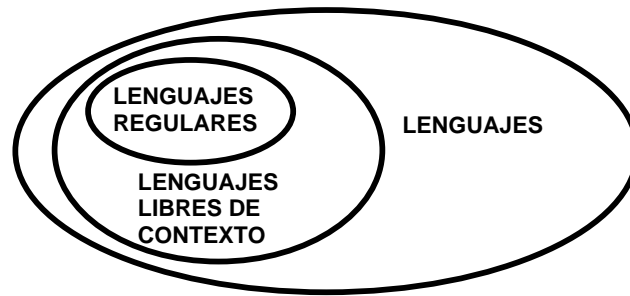 LENGUAJES
REGULARES
LENGUAJES
LENGUAJES
LIBRES DE
CONTEXTO